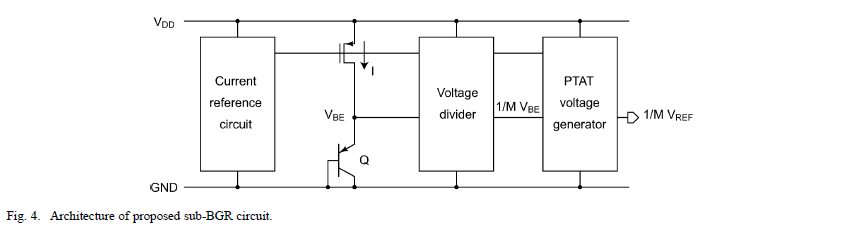 VDD
Current
reference
circuit
I
VBE
Q
Voltage
divider
1/M VBE
PTAT
voltage
generator
1/M VREF
GND
Fig. 4. Architecture of proposed sub-BGR circuit.